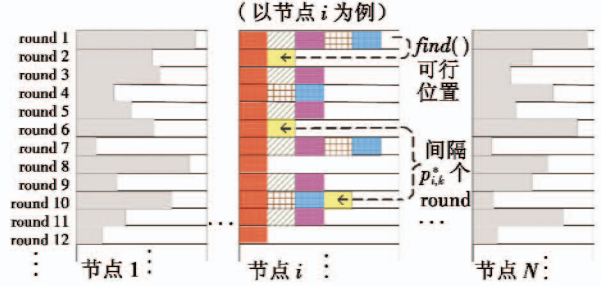 （以节点 i 为例）
round 1
round 2
round 3
round 4
round 5
round 6
round 7
round 8
round 9
round 10
round 11
round 12
find()
可行
位置
间隔
p*i,k 个
round
节点 1
节点 i
节点 N